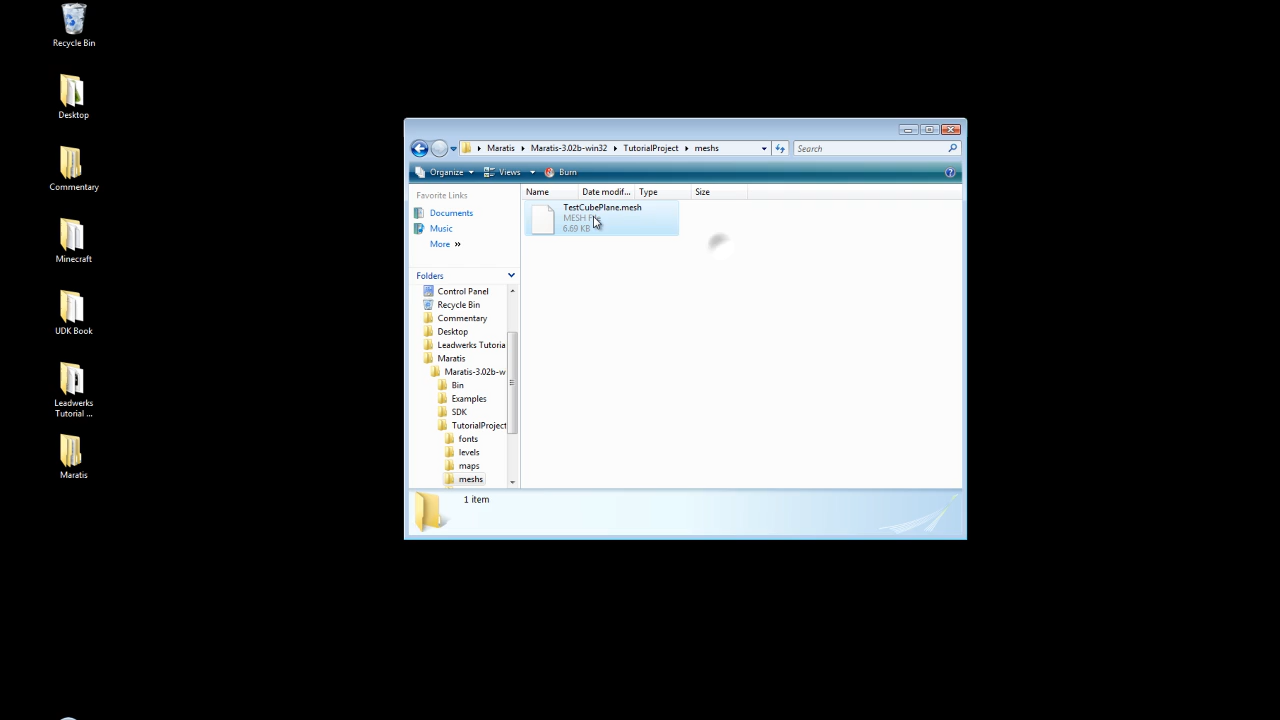 Recycle Bin
Desktop
Commentary
Minecraft
UDK Book
Leadwerks
Tutorial ...
Maratis
Maratis
Maratis-3.02b-win32
TutorialProject
meshs
Search
Organize
Views
Burn
Favorite Links
Documents
Music
More »
Folders
Control Panel
Recycle Bin
Commentary
Desktop
Leadwerks Tutoria
Maratis
Maratis-3.02b-w
Bin
Examples
SDK
TutorialProject
fonts
levels
maps
meshs
Name
Date modif...
Type
Size
TestCubePlane.mesh
MESH File
6.69 KB
1 item